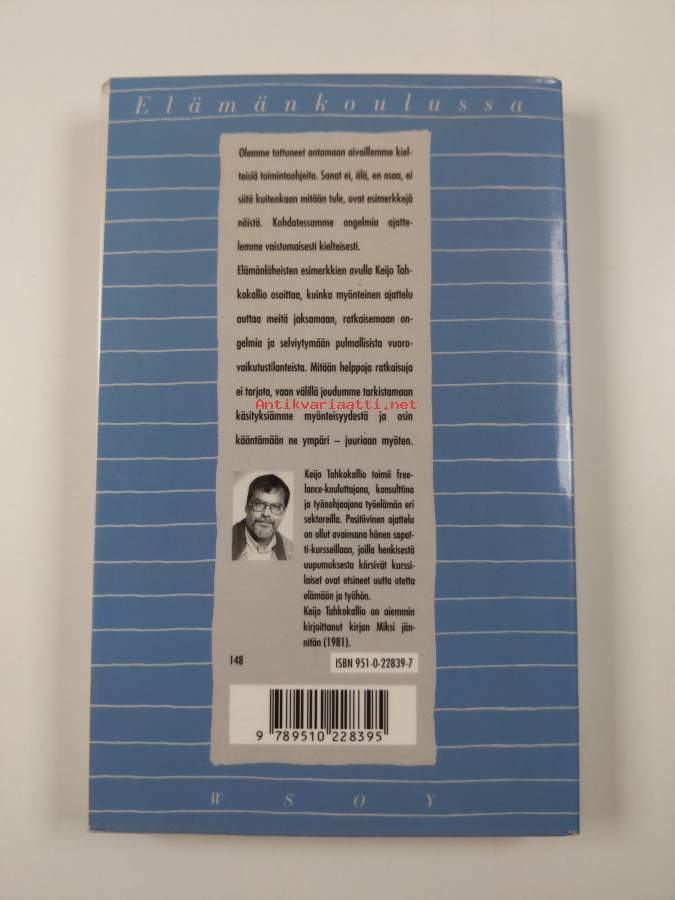 Elämänkoulussa
Olemme tottuneet antamaan aivoillemme kiel-
teisiä toimintaohjeita. Sanat ei, älä, en osaa, ei
siitä kuitenkaan mitään tule, ovat esimerkkejä
näistä. Kohdatessamme ongelmia ajatte-
lemme vaistomaisesti kielteisesti.
Elämänläheisten esimerkkien avulla Keijo Tah-
kokallio osoittaa, kuinka myönteinen ajattelu
auttaa meitä jaksamaan, ratkaisemaan on-
gelmia ja selviytymään pulmallisista vuoro-
vaikutustilanteista. Mitään helppoja ratkaisuja
ei tarjota, vaan välillä joudumme tarkistamaan
Antikvariaatti.net
käsityksiämme myönteisyydestä ja osin
kääntämään ne ympäri – juuriaan myöten.
Keijo Tahkokallio toimii free-
lance-kouluttajana, konsulttina
ja työnohjaajana työelämän eri
sektoreilla. Positiivinen ajattelu
on ollut avainsana hänen sapat-
ti-kursseillaan, joilla henkisestä
uupumuksesta kärsivät kurssi-
laiset ovat etsineet uutta otetta
elämään ja työhön.
Keijo Tahkokallio on aiemmin
kirjoittanut kirjan Miksi jän-
nitän (1981).
148
ISBN 951-0-22839-7
9 789510 228395
WSOY